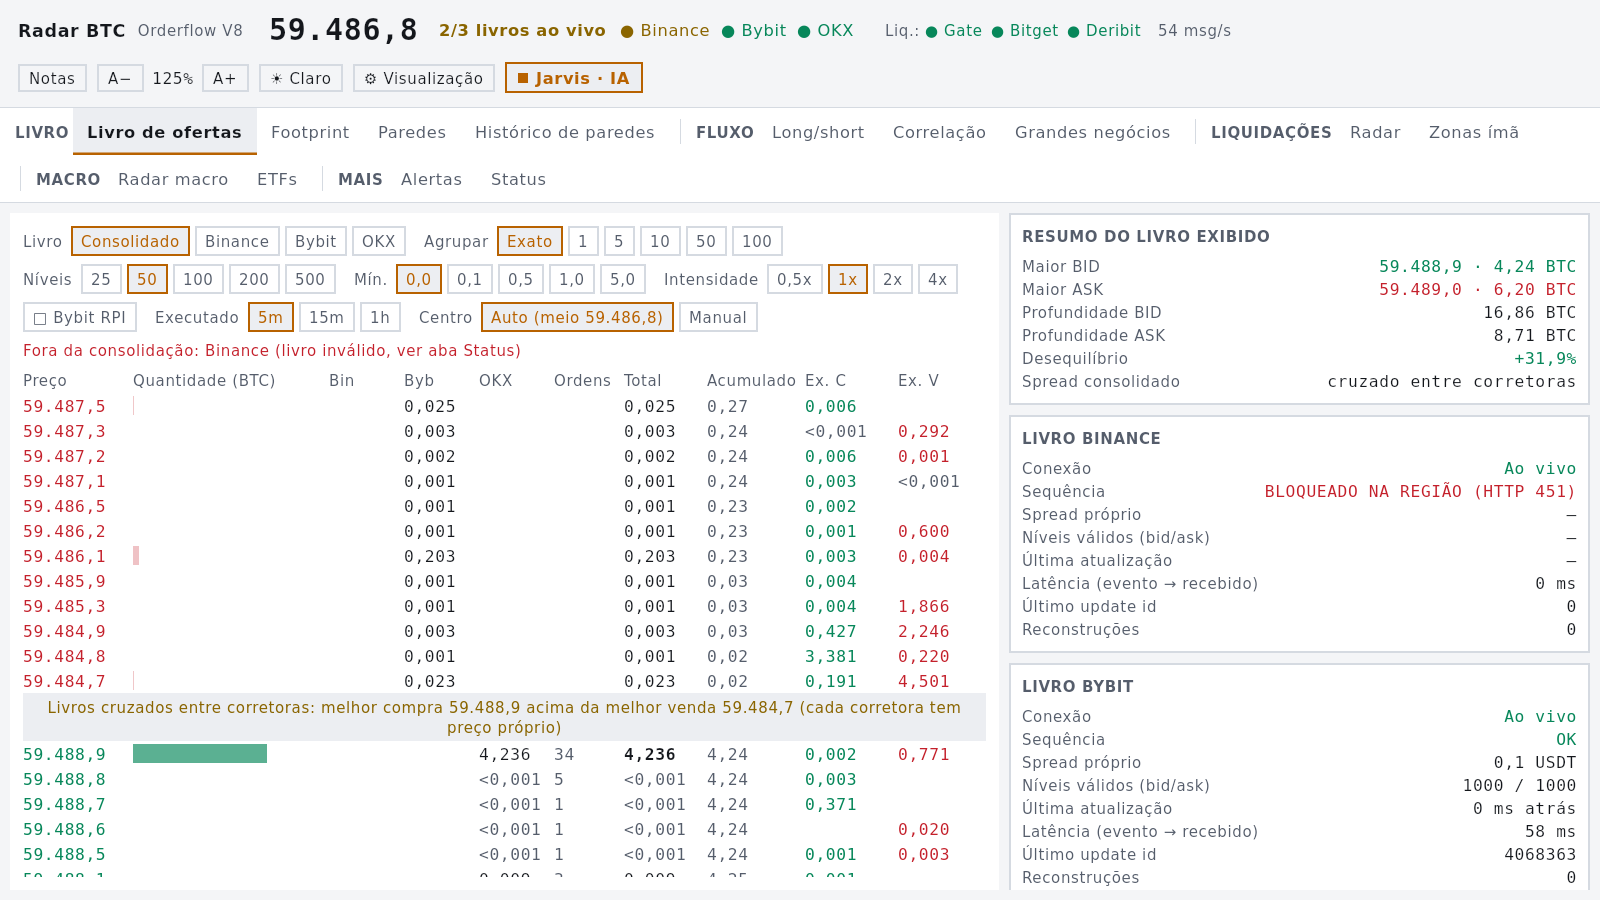 Radar BTC Orderflow V8 59.486,8 2/3 livros ao vivo ● Binance ● Bybit ● OKX Liq.: ● Gate ● Bitget ● Deribit 54 msg/s
Notas A− 125% A+ ☀ Claro ⚙ Visualização ■ Jarvis · IA
LIVRO Livro de ofertas Footprint Paredes Histórico de paredes FLUXO Long/short Correlação Grandes negócios LIQUIDAÇÕES Radar Zonas ímã
MACRO Radar macro ETFs MAIS Alertas Status
Livro Consolidado Binance Bybit OKX Agrupar Exato 1 5 10 50 100
Níveis 25 50 100 200 500 Mín. 0,0 0,1 0,5 1,0 5,0 Intensidade 0,5x 1x 2x 4x
□ Bybit RPI Executado 5m 15m 1h Centro Auto (meio 59.486,8) Manual
Fora da consolidação: Binance (livro inválido, ver aba Status)
Preço Quantidade (BTC) Bin Byb OKX Ordens Total Acumulado Ex. C Ex. V
59.487,5 0,025 0,025 0,27 0,006
59.487,3 0,003 0,003 0,24 <0,001 0,292
59.487,2 0,002 0,002 0,24 0,006 0,001
59.487,1 0,001 0,001 0,24 0,003 <0,001
59.486,5 0,001 0,001 0,23 0,002
59.486,2 0,001 0,001 0,23 0,001 0,600
59.486,1 0,203 0,203 0,23 0,003 0,004
59.485,9 0,001 0,001 0,03 0,004
59.485,3 0,001 0,001 0,03 0,004 1,866
59.484,9 0,003 0,003 0,03 0,427 2,246
59.484,8 0,001 0,001 0,02 3,381 0,220
59.484,7 0,023 0,023 0,02 0,191 4,501
Livros cruzados entre corretoras: melhor compra 59.488,9 acima da melhor venda 59.484,7 (cada corretora tem
preço próprio)
59.488,9 4,236 34 4,236 4,24 0,002 0,771
59.488,8 <0,001 5 <0,001 4,24 0,003
59.488,7 <0,001 1 <0,001 4,24 0,371
59.488,6 <0,001 1 <0,001 4,24 0,020
59.488,5 <0,001 1 <0,001 4,24 0,001 0,003
RESUMO DO LIVRO EXIBIDO
Maior BID 59.488,9 · 4,24 BTC
Maior ASK 59.489,0 · 6,20 BTC
Profundidade BID 16,86 BTC
Profundidade ASK 8,71 BTC
Desequilíbrio +31,9%
Spread consolidado cruzado entre corretoras
LIVRO BINANCE
Conexão Ao vivo
Sequência BLOQUEADO NA REGIÃO (HTTP 451)
Spread próprio —
Níveis válidos (bid/ask) —
Última atualização —
Latência (evento → recebido) 0 ms
Último update id 0
Reconstruções 0
LIVRO BYBIT
Conexão Ao vivo
Sequência OK
Spread próprio 0,1 USDT
Níveis válidos (bid/ask) 1000 / 1000
Última atualização 0 ms atrás
Latência (evento → recebido) 58 ms
Último update id 4068363
Reconstruções 0